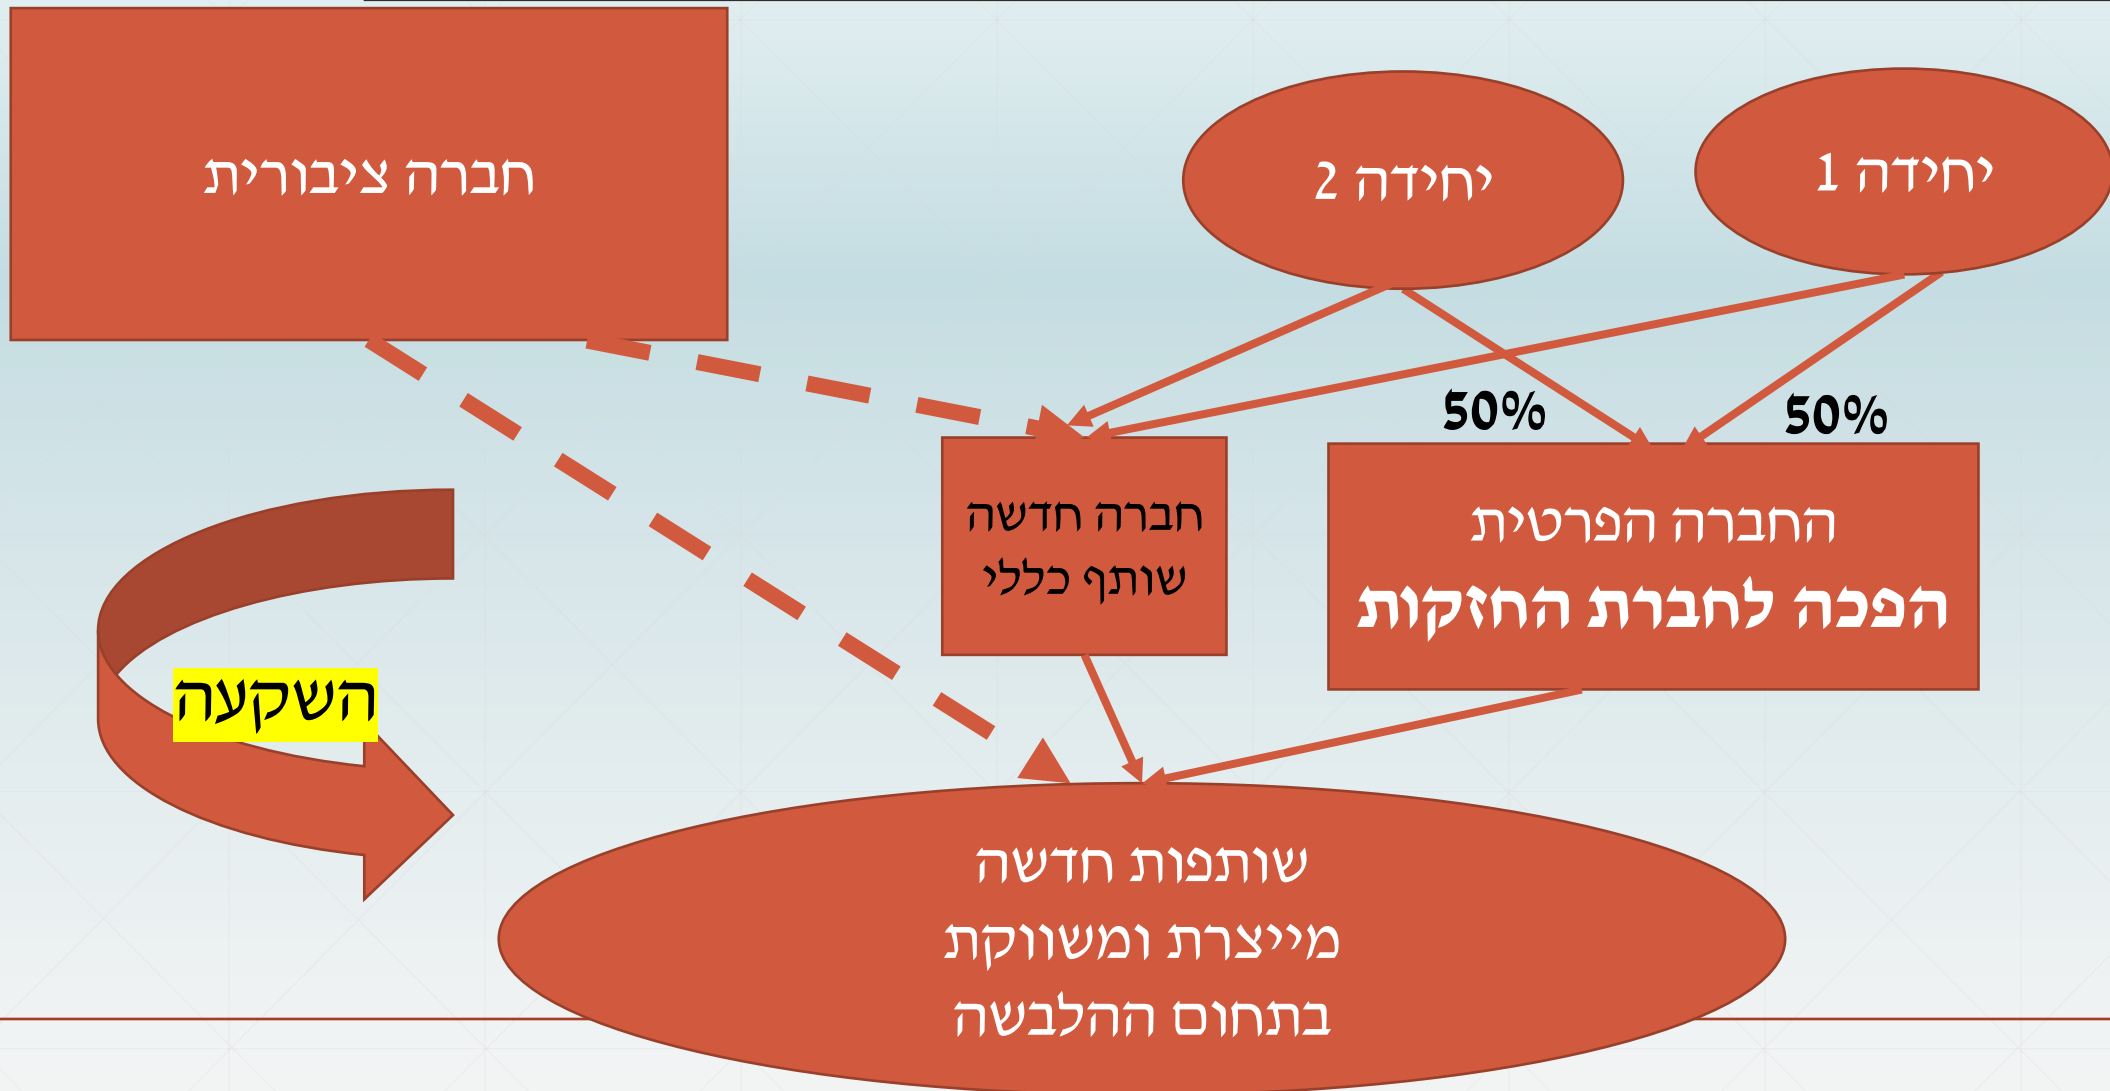 יחידה 1
יחידה 2
חברה ציבורית
50%
50%
החברה הפרטית
הפכה לחברת החזקות
חברה חדשה
שותף כללי
השקעה
שותפות חדשה
מייצרת ומשווקת
בתחום ההלבשה